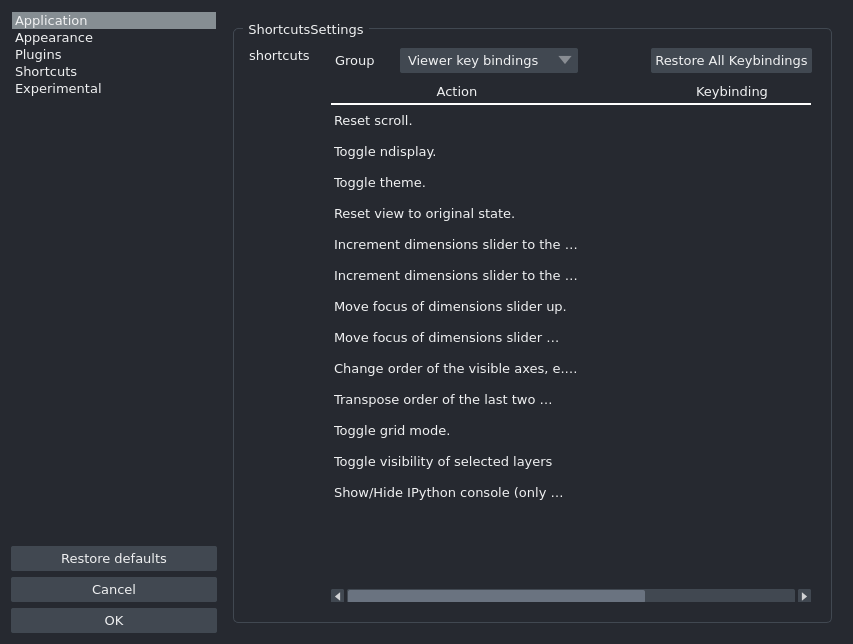 Application
Appearance
Plugins
Shortcuts
Experimental
Restore defaults
Cancel
OK
ShortcutsSettings
shortcuts
Group Viewer key bindings Restore All Keybindings
Action Keybinding
Reset scroll.
Toggle ndisplay.
Toggle theme.
Reset view to original state.
Increment dimensions slider to the …
Increment dimensions slider to the …
Move focus of dimensions slider up.
Move focus of dimensions slider …
Change order of the visible axes, e.…
Transpose order of the last two …
Toggle grid mode.
Toggle visibility of selected layers
Show/Hide IPython console (only …